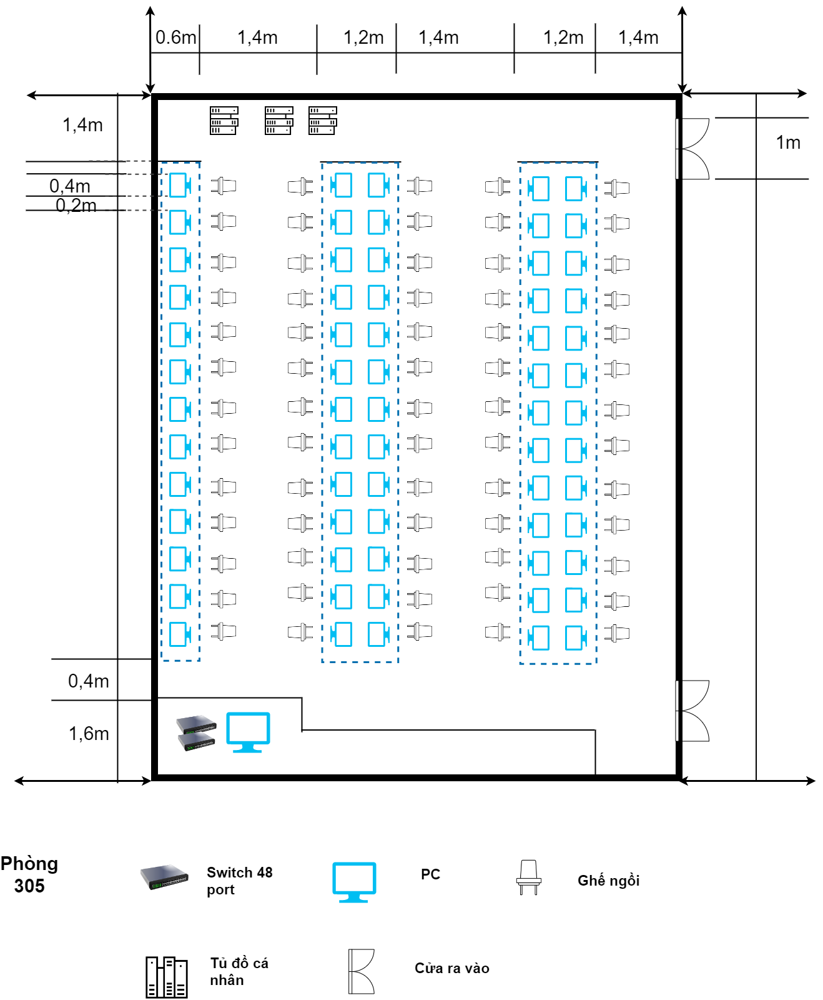 0.6m
1,4m
1,2m
1,4m
1,2m
1,4m
1,4m
1m
0,4m
0,2m
0,4m
1,6m
Phòng
305
Switch 48
port
PC
Ghế ngồi
Tủ đồ cá
nhân
Cửa ra vào